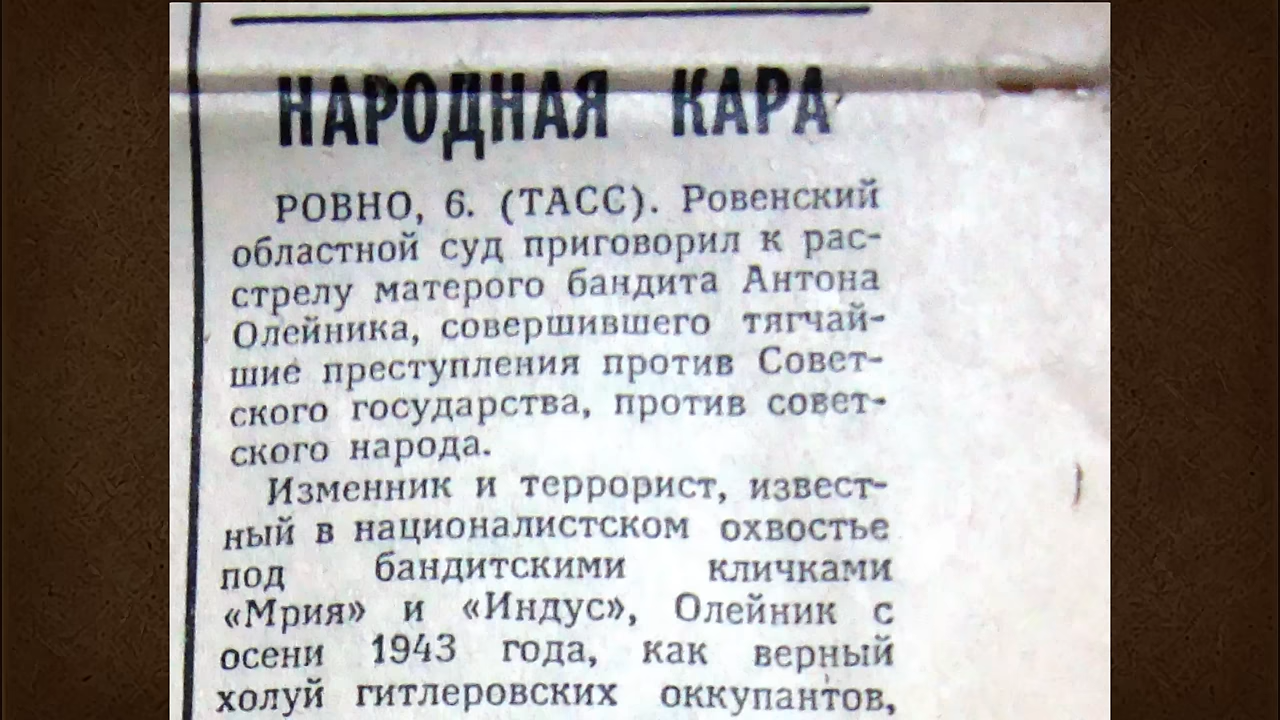 НАРОДНАЯ КАРА
РОВНО, 6. (ТАСС). Ровенский
областной суд приговорил к рас-
стрелу матерого бандита Антона
Олейника, совершившего тягчай-
шие преступления против Совет-
ского государства, против совет-
ского народа.
Изменник и террорист, извест-
ный в националистском охвостье
под бандитскими кличками
«Мрия» и «Индус», Олейник с
осени 1943 года, как верный
холуй гитлеровских оккупантов,